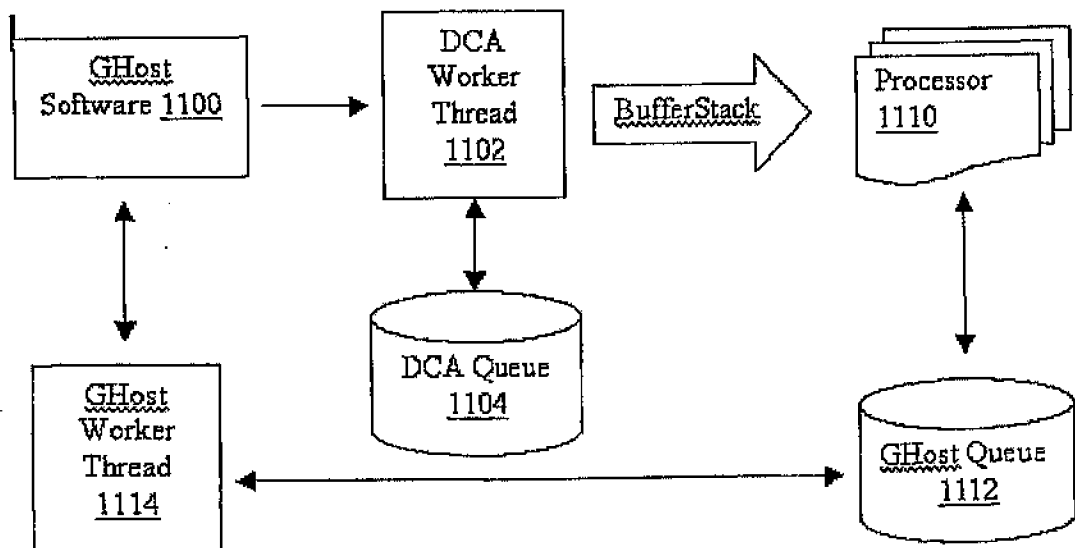 GHost
Software 1100
DCA
Worker
Thread
1102
BufferStack
Processor
1110
DCA Queue
1104
GHost
Worker
Thread
1114
GHost Queue
1112